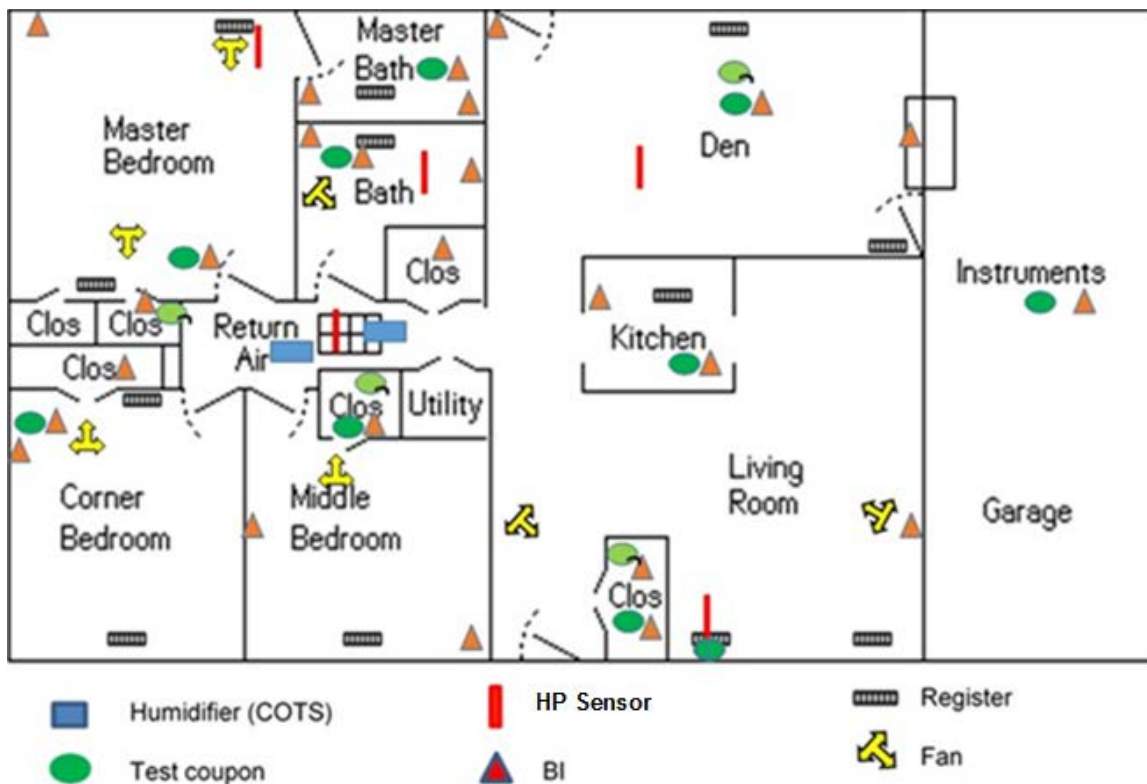 Master
Bath
Master
Bedroom
Den
Bath
Clos
Instruments
Clos
Clos
Return
Air
Kitchen
Clos
Clos
Utility
Corner
Bedroom
Middle
Bedroom
Living
Room
Garage
Clos
Humidifier (COTS)
HP Sensor
Register
Test coupon
BI
Fan